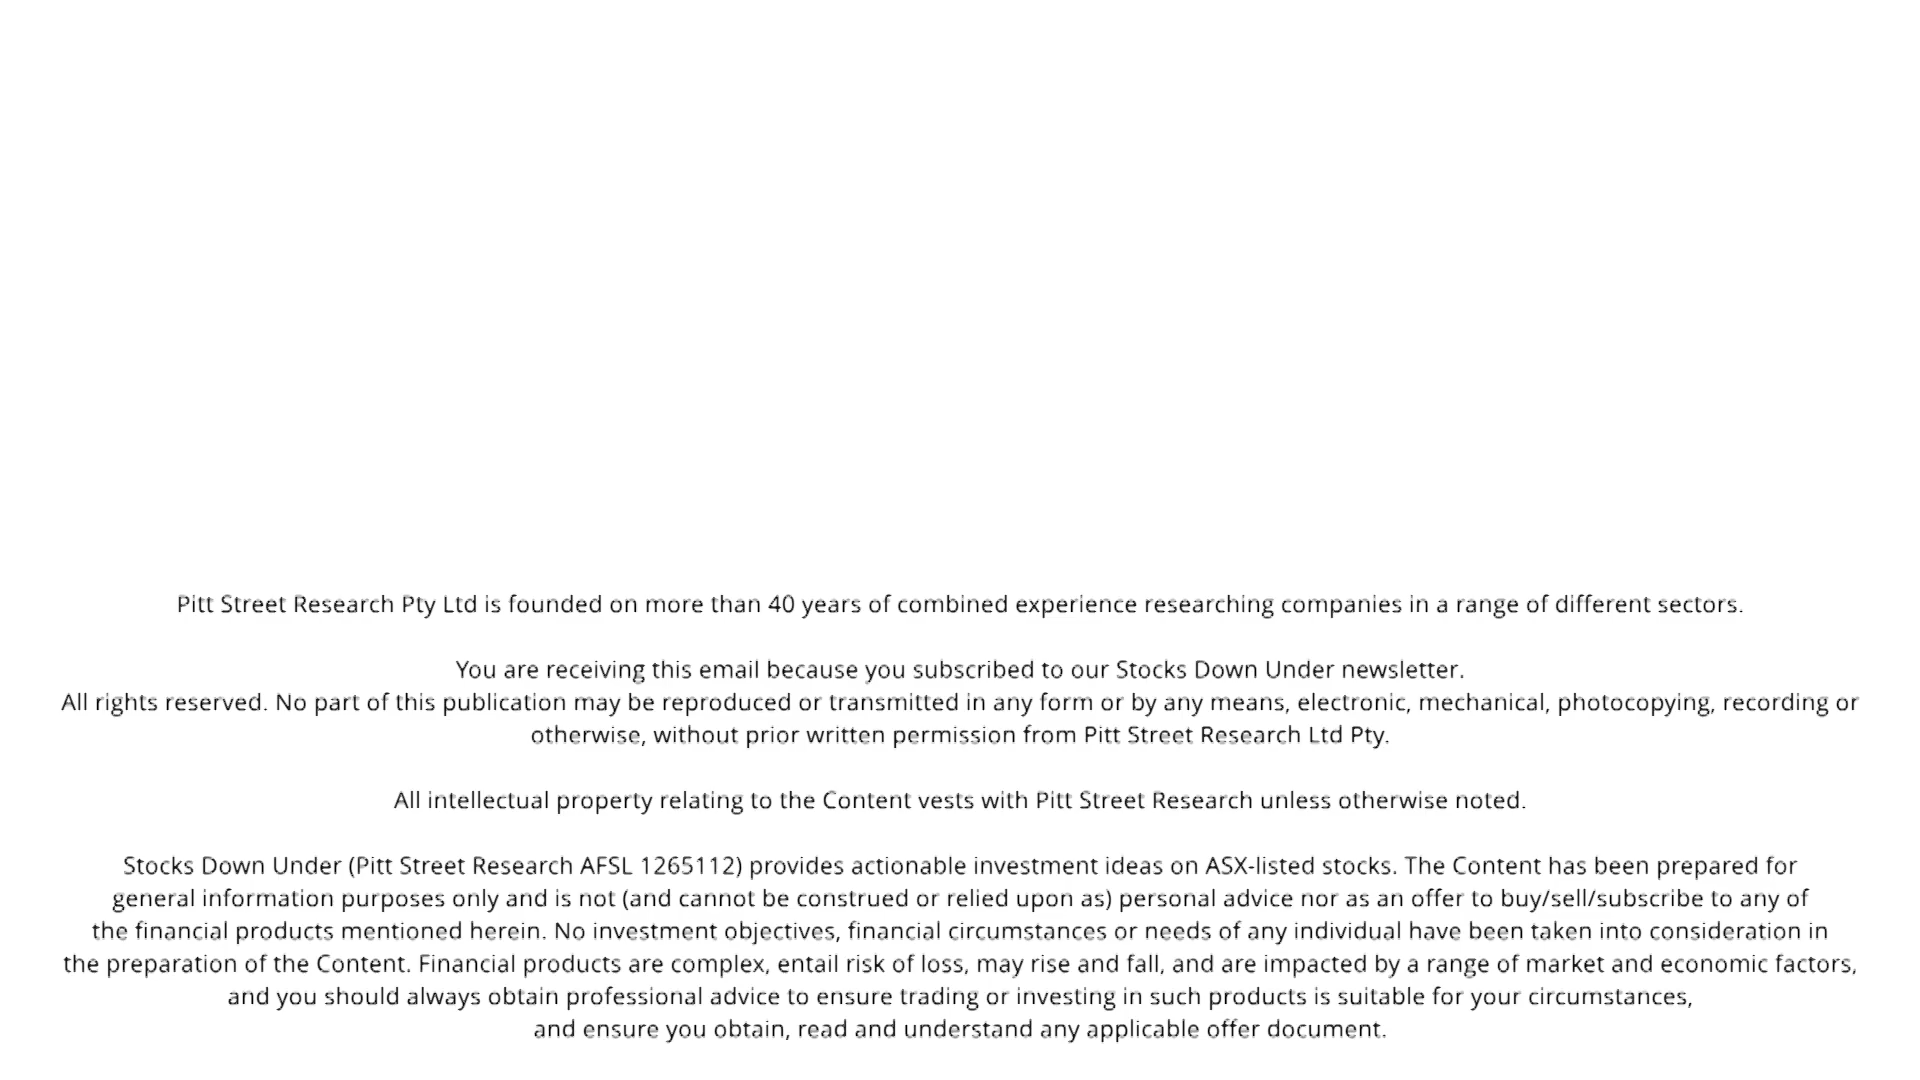 Pitt Street Research Pty Ltd is founded on more than 40 years of combined experience researching companies in a range of different sectors.
You are receiving this email because you subscribed to our Stocks Down Under newsletter.
All rights reserved. No part of this publication may be reproduced or transmitted in any form or by any means, electronic, mechanical, photocopying, recording or
otherwise, without prior written permission from Pitt Street Research Ltd Pty.
All intellectual property relating to the Content vests with Pitt Street Research unless otherwise noted.
Stocks Down Under (Pitt Street Research AFSL 1265112) provides actionable investment ideas on ASX-listed stocks. The Content has been prepared for
general information purposes only and is not (and cannot be construed or relied upon as) personal advice nor as an offer to buy/sell/subscribe to any of
the financial products mentioned herein. No investment objectives, financial circumstances or needs of any individual have been taken into consideration in
the preparation of the Content. Financial products are complex, entail risk of loss, may rise and fall, and are impacted by a range of market and economic factors,
and you should always obtain professional advice to ensure trading or investing in such products is suitable for your circumstances,
and ensure you obtain, read and understand any applicable offer document.